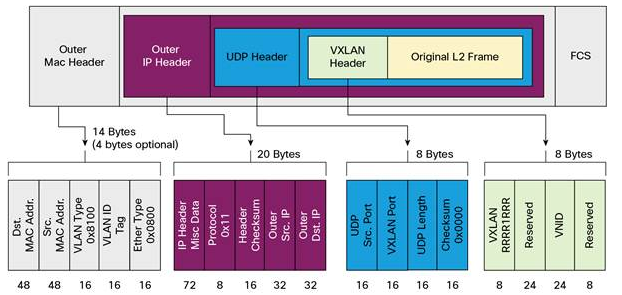 Outer
Mac Header
Outer
IP Header
UDP Header
VXLAN
Header
Original L2 Frame
FCS
14 Bytes
(4 bytes optional)
20 Bytes
8 Bytes
8 Bytes
Dst.
MAC Addr.
Src.
MAC Addr.
VLAN Type
0x8100
VLAN ID
Tag
Ether Type
0x0800
IP Header
Misc Data
Protocol
0x11
Header
Checksum
Outer
Src. IP
Outer
Dst. IP
UDP
Src. Port
VXLAN Port
UDP Length
Checksum
0x0000
VXLAN
RRRR1RRR
Reserved
VNID
Reserved
48 48 16 16 16 72 8 16 32 32 16 16 16 16 8 24 24 8